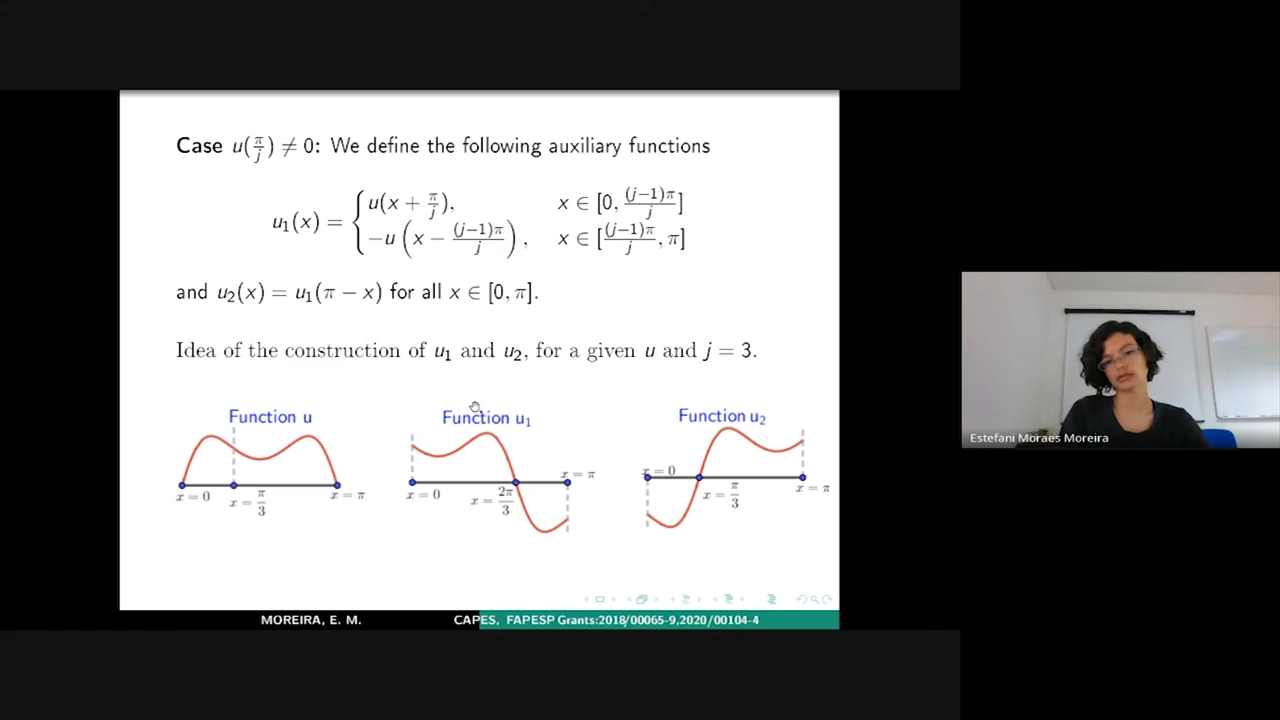 Case u(π/j) ≠ 0: We define the following auxiliary functions
u₁(x) = { u(x + π/j), x ∈ [0, (j−1)π/j]
−u(x − (j−1)π/j), x ∈ [(j−1)π/j, π]
and u₂(x) = u₁(π − x) for all x ∈ [0, π].
Idea of the construction of u₁ and u₂, for a given u and j = 3.
Function u
x = 0
x = π/3
x = π
Function u₁
x = 0
x = 2π/3
x = π
Function u₂
x = 0
x = π/3
x = π
MOREIRA, E. M.
CAPES, FAPESP Grants:2018/00065-9,2020/00104-4
Estefani Moraes Moreira